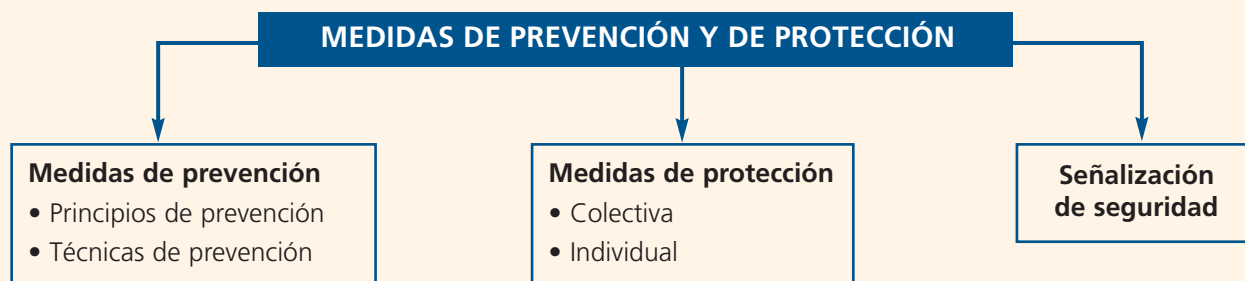 MEDIDAS DE PREVENCIÓN Y DE PROTECCIÓN
Medidas de prevención
• Principios de prevención
• Técnicas de prevención
Medidas de protección
• Colectiva
• Individual
Señalización
de seguridad